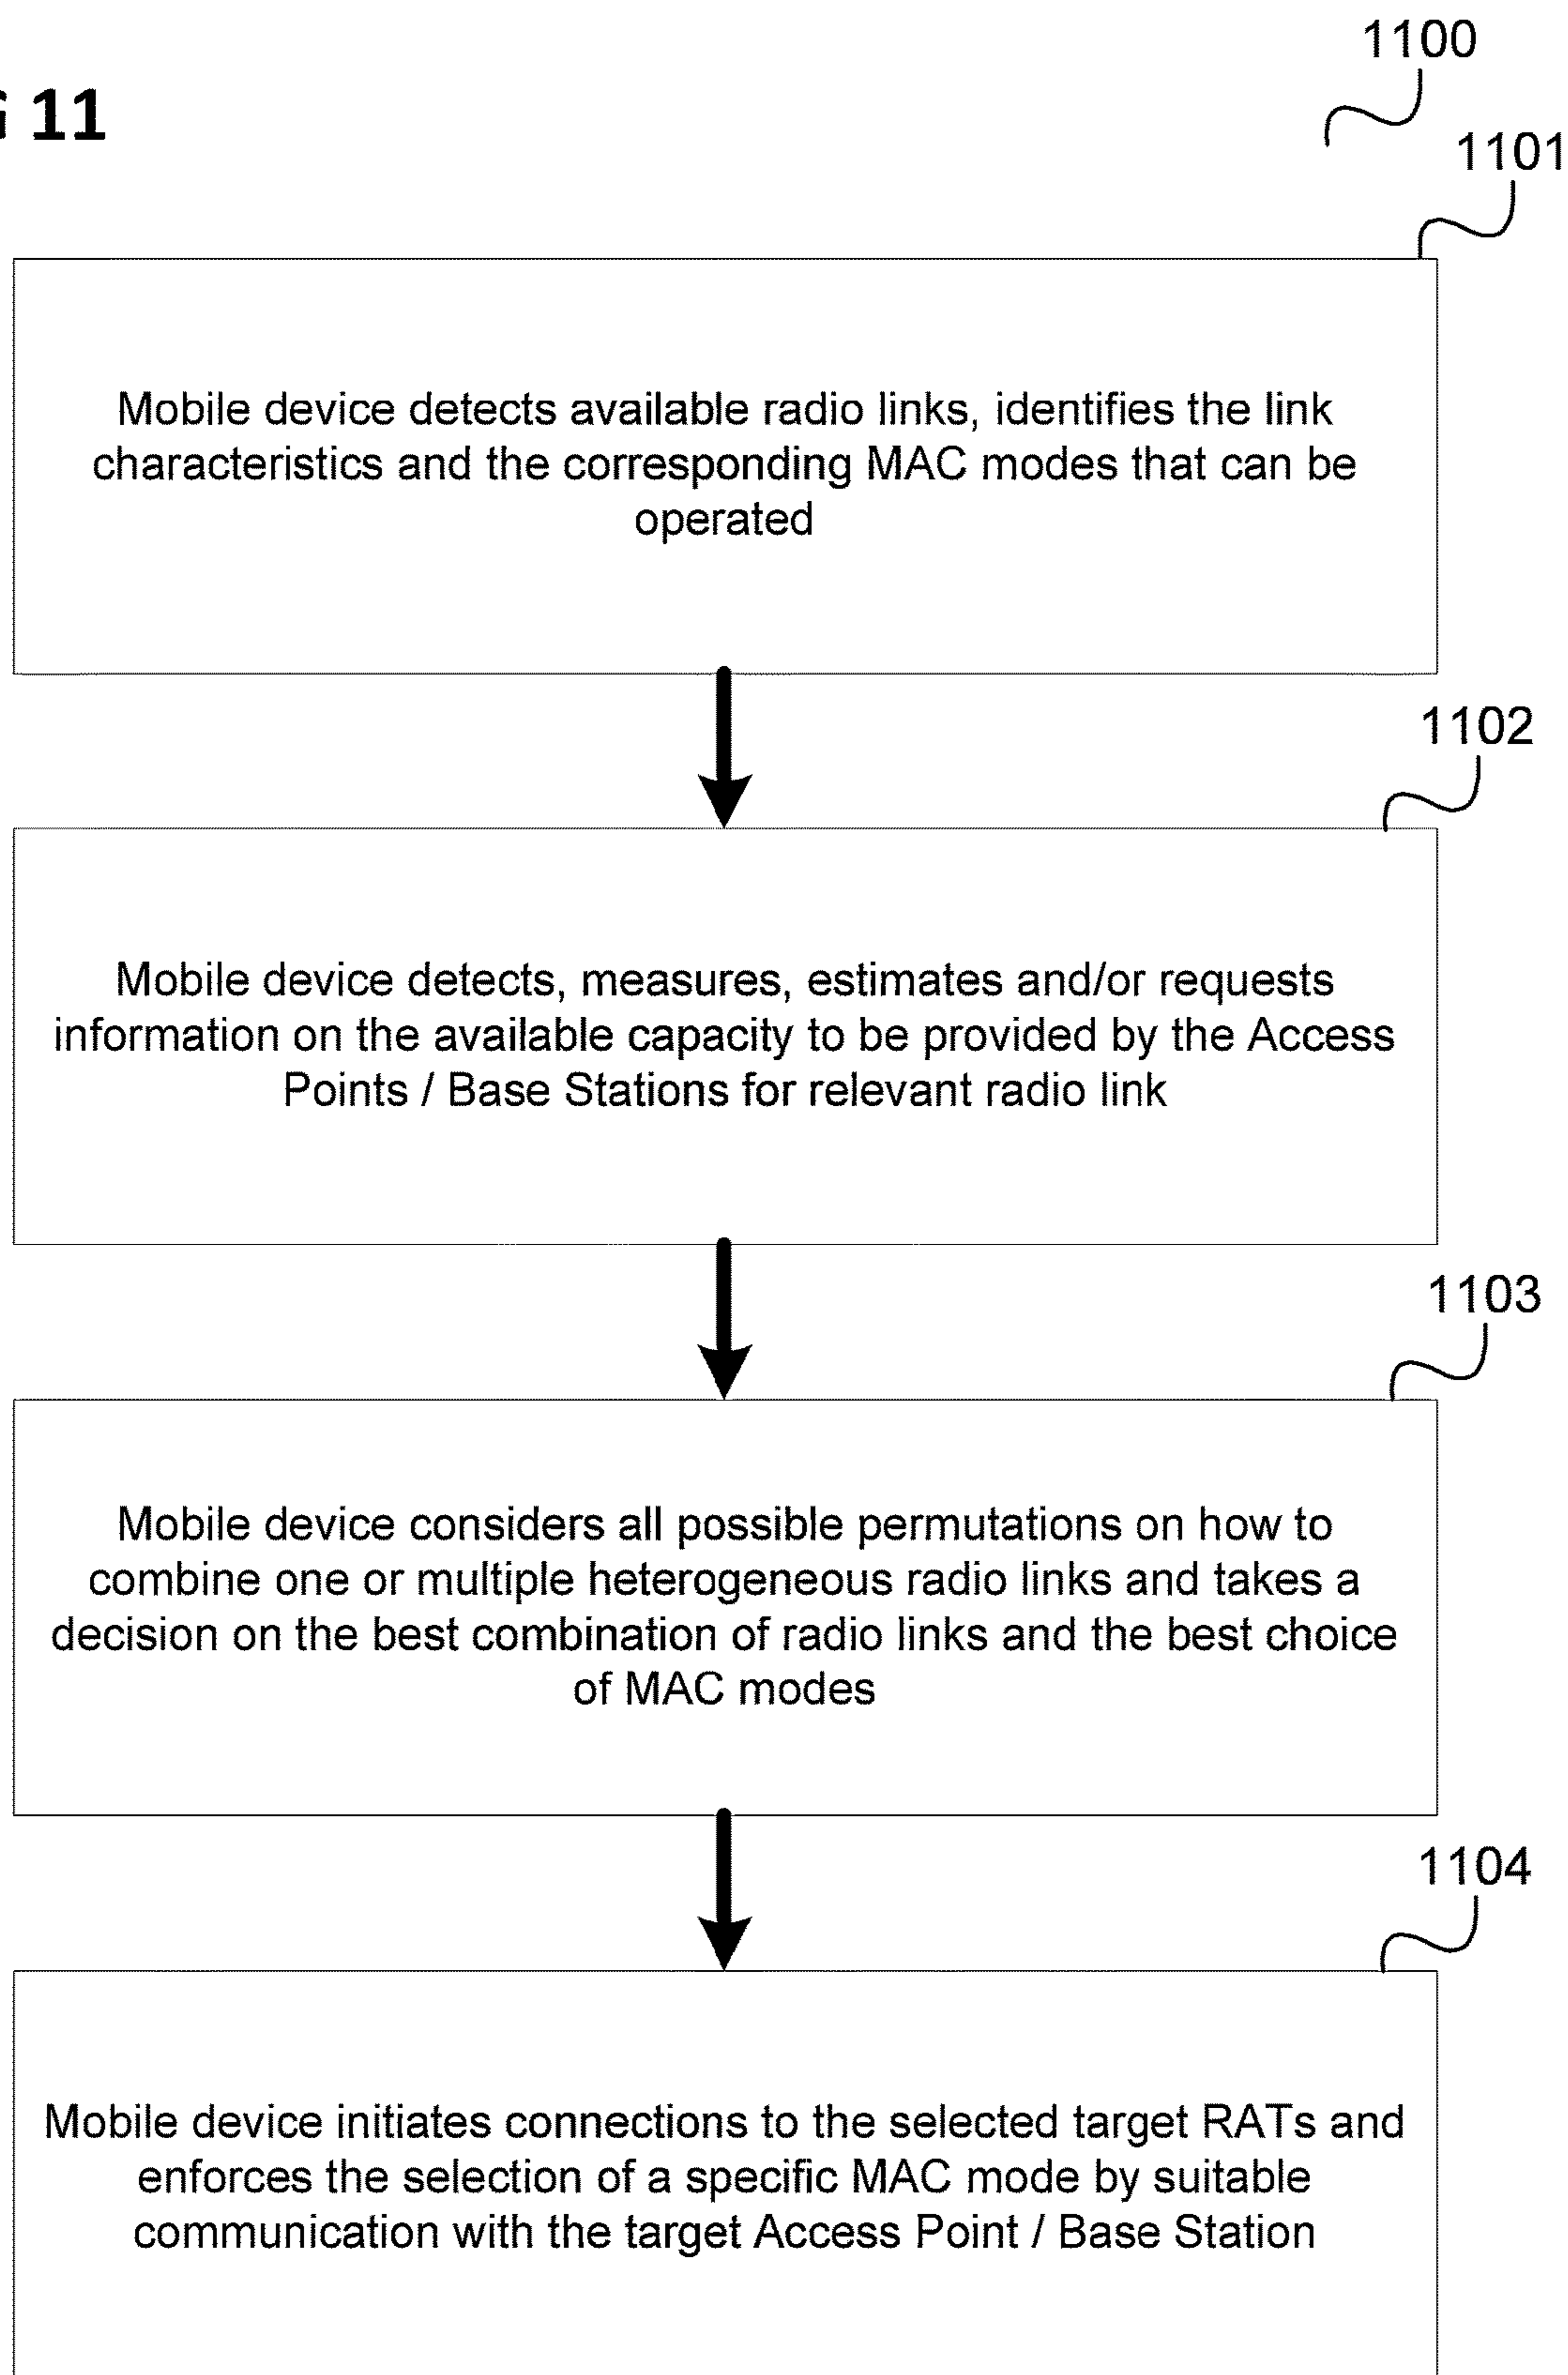 1100
11
1101
Mobile device detects available radio links, identifies the link
characteristics and the corresponding MAC modes that can be
operated
1102
Mobile device detects, measures, estimates and/or requests
information on the available capacity to be provided by the Access
Points / Base Stations for relevant radio link
1103
Mobile device considers all possible permutations on how to
combine one or multiple heterogeneous radio links and takes a
decision on the best combination of radio links and the best choice
of MAC modes
1104
Mobile device initiates connections to the selected target RATs and
enforces the selection of a specific MAC mode by suitable
communication with the target Access Point / Base Station